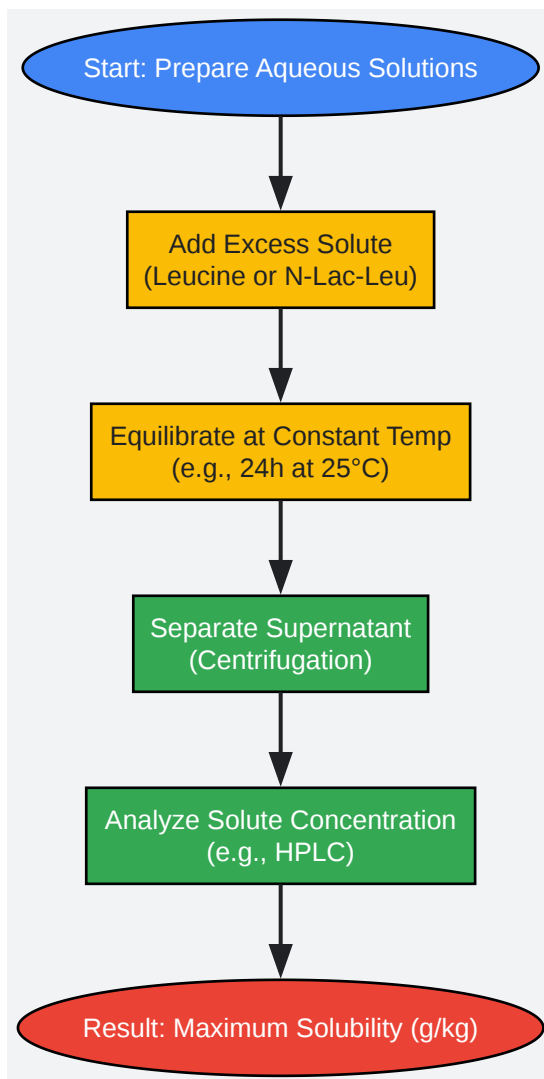 Start: Prepare Aqueous Solutions
Add Excess Solute
(Leucine or N-Lac-Leu)
Equilibrate at Constant Temp
(e.g., 24h at 25°C)
Separate Supernatant
(Centrifugation)
Analyze Solute Concentration
(e.g., HPLC)
Result: Maximum Solubility (g/kg)